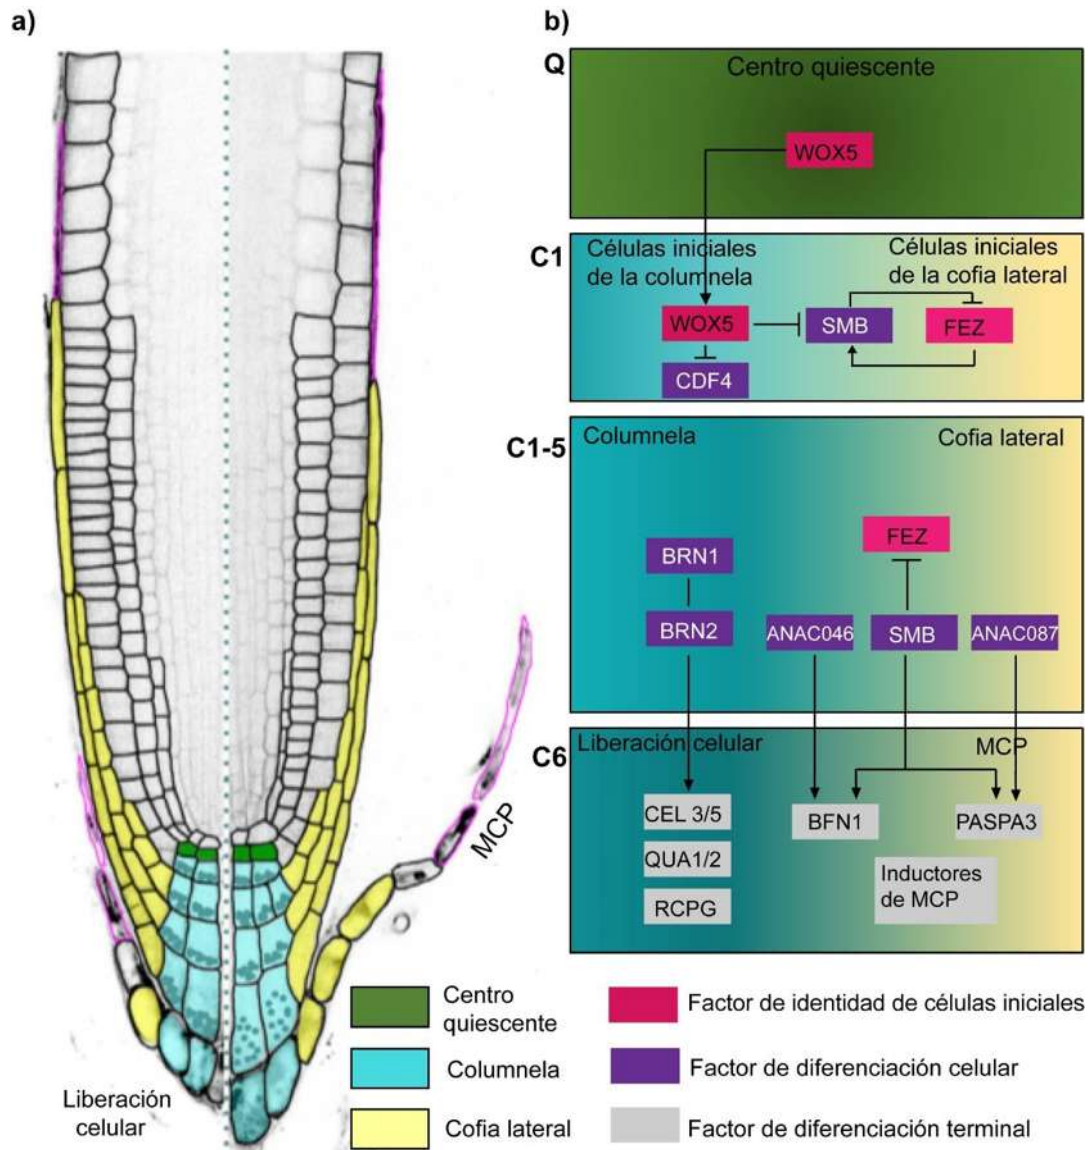 a)
MCP
Liberación
celular
b)
Q
Centro quiescente
WOX5
C1
Células iniciales
de la columnela
Células iniciales
de la cofia lateral
WOX5
SMB
FEZ
CDF4
C1-5
Columnela
Cofia lateral
FEZ
BRN1
BRN2
ANAC046
SMB
ANAC087
C6
Liberación celular
MCP
CEL 3/5
BFN1
PASPA3
QUA1/2
Inductores
de MCP
RCPG
Centro
quiescente
Columnela
Cofia lateral
Factor de identidad de células iniciales
Factor de diferenciación celular
Factor de diferenciación terminal